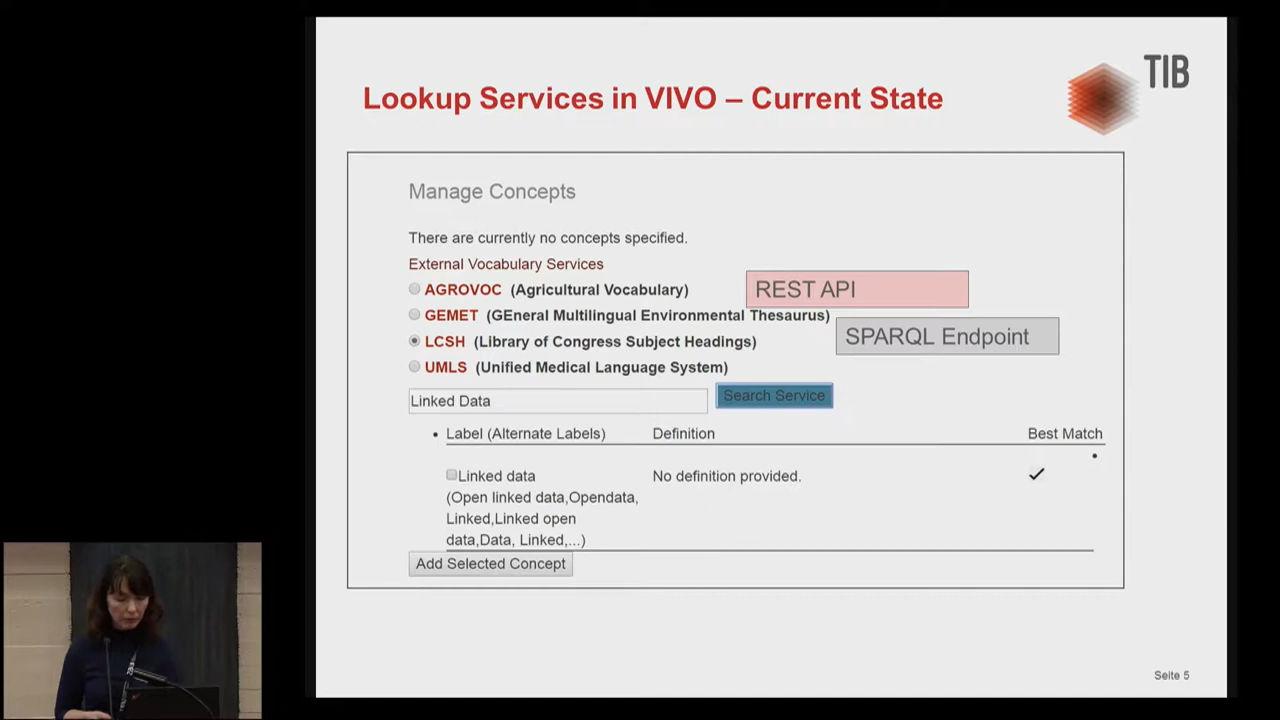 TIB
Lookup Services in VIVO – Current State
Manage Concepts
There are currently no concepts specified.
External Vocabulary Services
AGROVOC (Agricultural Vocabulary)
REST API
GEMET (GEneral Multilingual Environmental Thesaurus)
SPARQL Endpoint
LCSH (Library of Congress Subject Headings)
UMLS (Unified Medical Language System)
Linked Data
Search Service
• Label (Alternate Labels) Definition Best Match
Linked data No definition provided.
(Open linked data,Opendata,
Linked,Linked open
data,Data, Linked,...)
Add Selected Concept
Seite 5